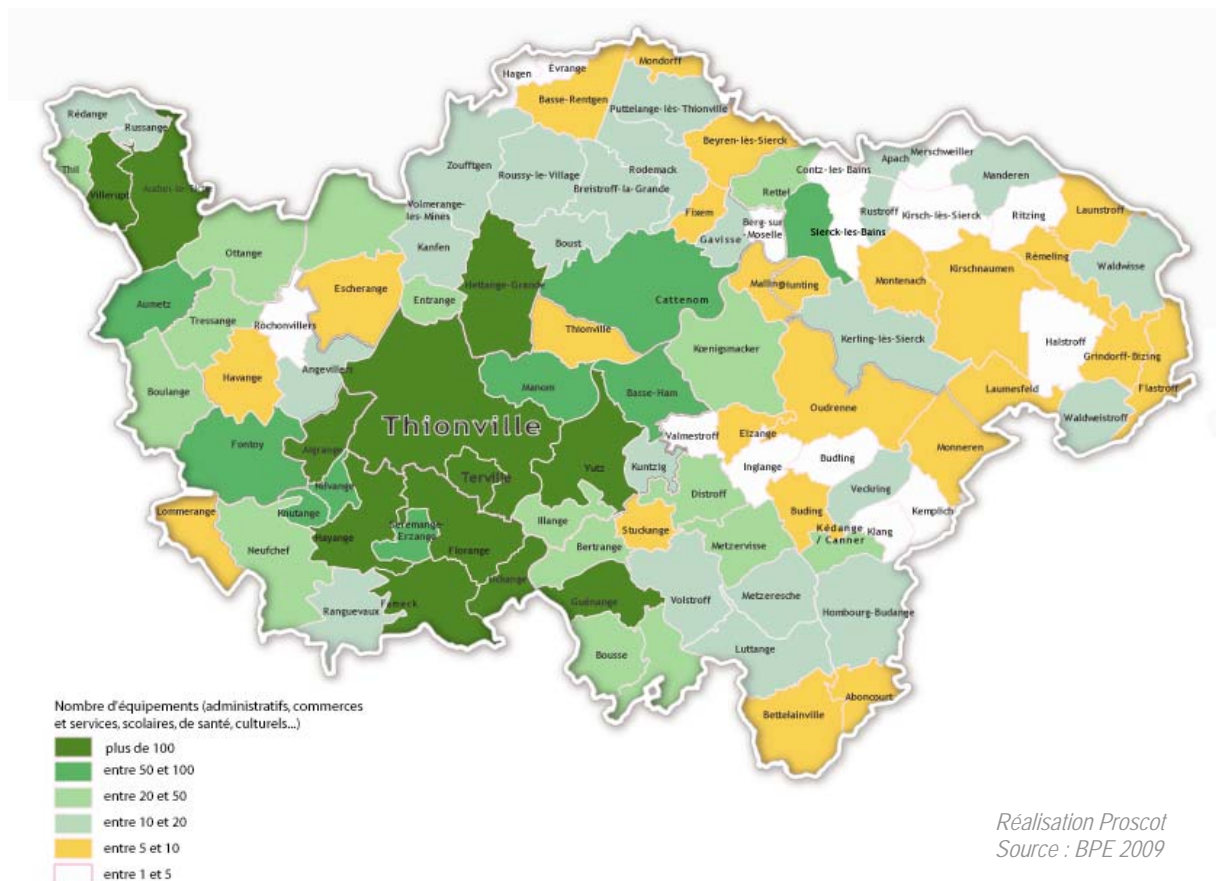 Hagen
Évrange
Mondorff
Basse-Rentgen
Puttelange-lès-Thionville
Rédange
Russange
Beyren-lès-Sierck
Merschweiller
Apach
Contz-les-Bains
Manderen
Zoufftgen
Roussy-le-Village
Rodemack
Breistroff-la-Grande
Thil
Villerupt
Audun-le-Tiche
Rettel
Volmerange-
les-Mines
Fixem
Berg-sur
-Moselle
Rustroff
Kirsch-lès-Sierck
Ritzing
Launstroff
Sierck-les-Bains
Gavisse
Kanfen
Boust
Ottange
Rémeling
Waldwisse
Kirschnaumen
Montenach
Malling
Hunting
Hettange-Grande
Escherange
Entrange
Cattenom
Aumetz
Tressange
Rochonvillers
Thionville
Kerling-lès-Sierck
Halstroff
Kœnigsmacker
Grindorff-Bizing
Angevillers
Havange
Boulange
Manom
Basse-Ham
Laumesfeld
Flastroff
Oudrenne
Waldweistroff
Thionville
Valmestroff
Elzange
Monneren
Fontoy
Algrange
Budling
Inglange
Yutz
Kuntzig
Terville
Nilvange
Veckring
Distroff
Lommerange
Knutange
Buding
Kemplich
Illange
Stuckange
Seremange-
Erzange
Hayange
Florange
Kédange
/ Canner
Klang
Neufchef
Bertrange
Metzervisse
Uckange
Guénange
Volstroff
Metzeresche
Hombourg-Budange
Ranguevaux
Fameck
Luttange
Bousse
Aboncourt
Bettelainville
Nombre d'équipements (administratifs, commerces
et services, scolaires, de santé, culturels...)
plus de 100
entre 50 et 100
entre 20 et 50
entre 10 et 20
entre 5 et 10
entre 1 et 5
Réalisation Proscot
Source : BPE 2009